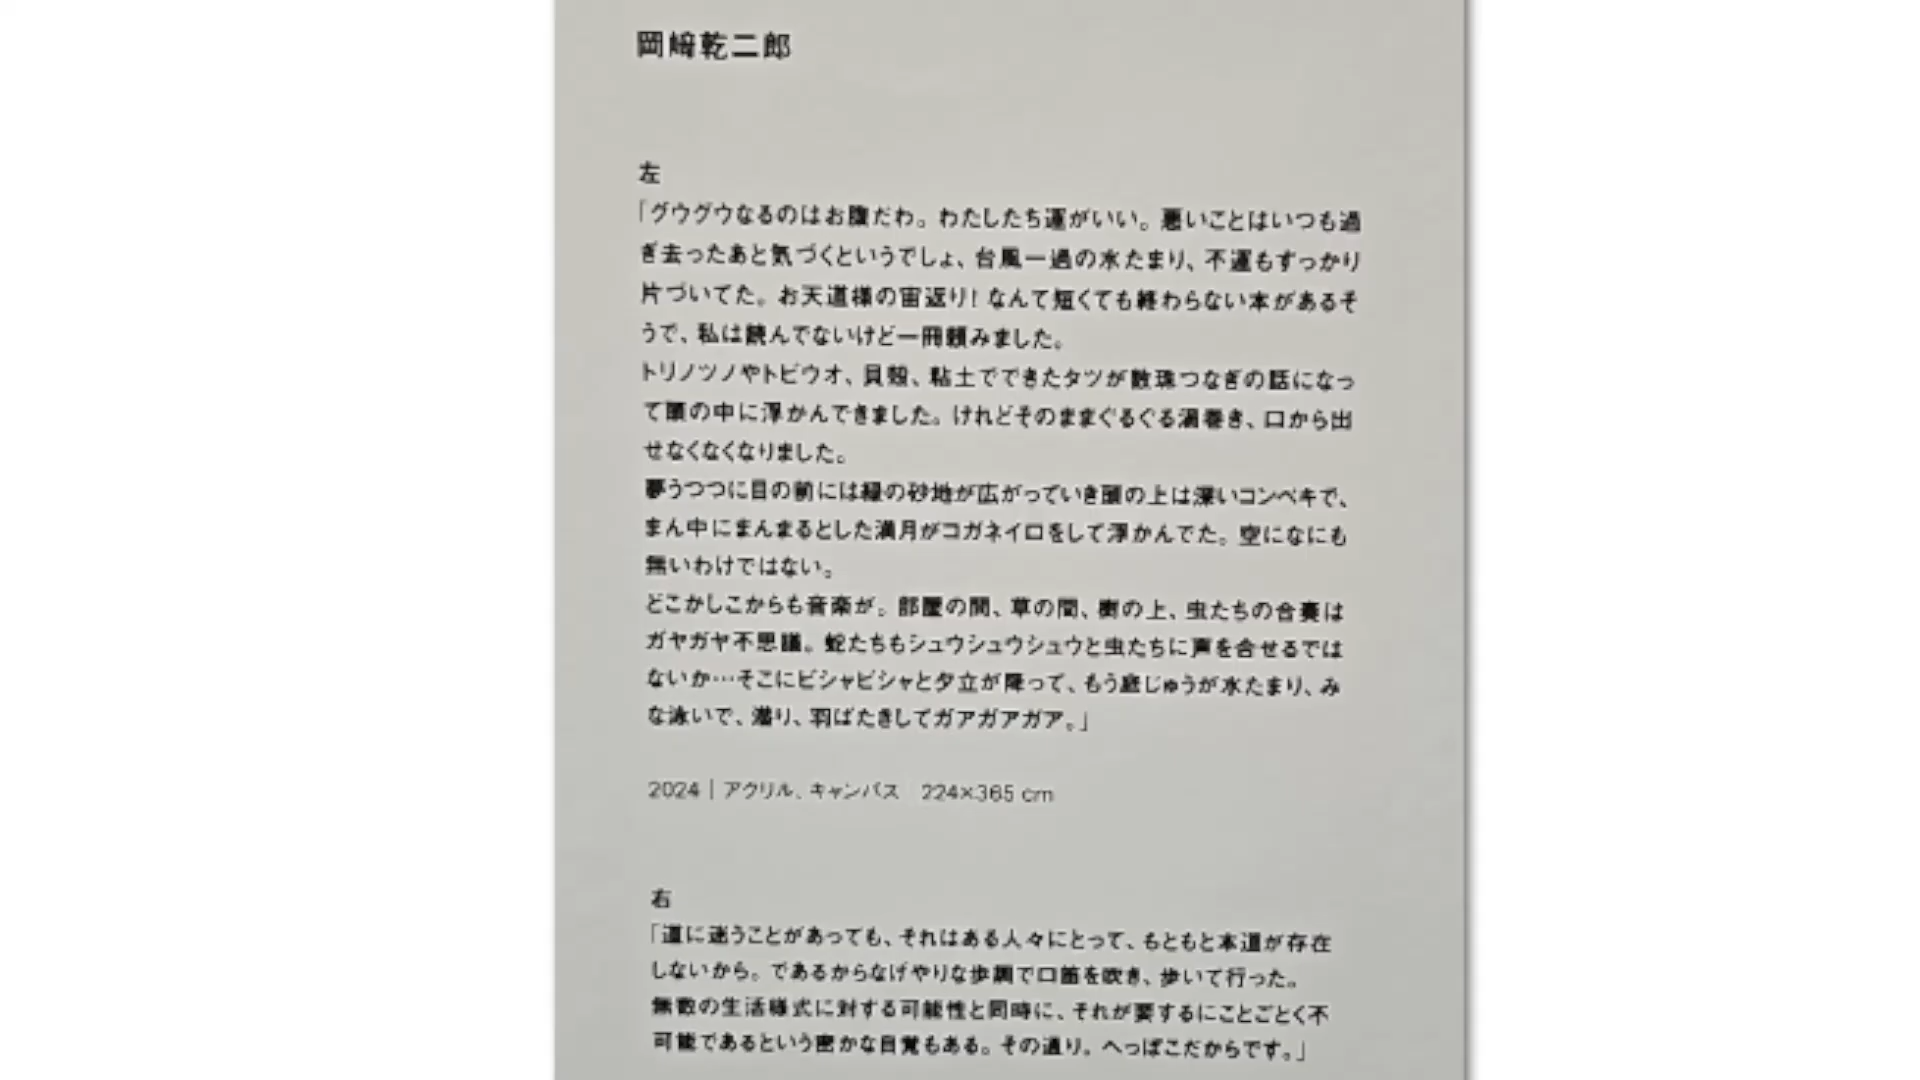 岡﨑乾二郎
左
「グウグウなるのはお腹だわ。わたしたち運がいい。悪いことはいつも過
ぎ去ったあと気づくというでしょ、台風一過の水たまり、不運もすっかり
片づいてた。お天道様の宙返り！なんて短くても終わらない本があるそ
うで、私は読んでないけど一冊頼みました。
トリノツノやトビウオ、貝殻、粘土でできたタツが数珠つなぎの話になっ
て頭の中に浮かんできました。けれどそのままぐるぐる渦巻き、口から出
せなくなくなりました。
夢うつつに目の前には緑の砂地が広がっていき頭の上は深いコンペキで、
まん中にまんまるとした満月がコガネイロをして浮かんでた。空になにも
無いわけではない。
どこかしこからも音楽が。部屋の間、草の間、樹の上、虫たちの合奏は
ガヤガヤ不思議。蛇たちもシュウシュウシュウと虫たちに声を合せるでは
ないか…そこにビシャビシャと夕立が降って、もう庭じゅうが水たまり、み
な泳いで、潜り、羽ばたきしてガアガアガア。」
2024｜アクリル、キャンバス　224×365 cm
右
「道に迷うことがあっても、それはある人々にとって、もともと本道が存在
しないから。であるからなげやりな歩調で口笛を吹き、歩いて行った。
無数の生活様式に対する可能性と同時に、それが要するにことごとく不
可能であるという密かな自覚もある。その通り。へっぽこだからです。」